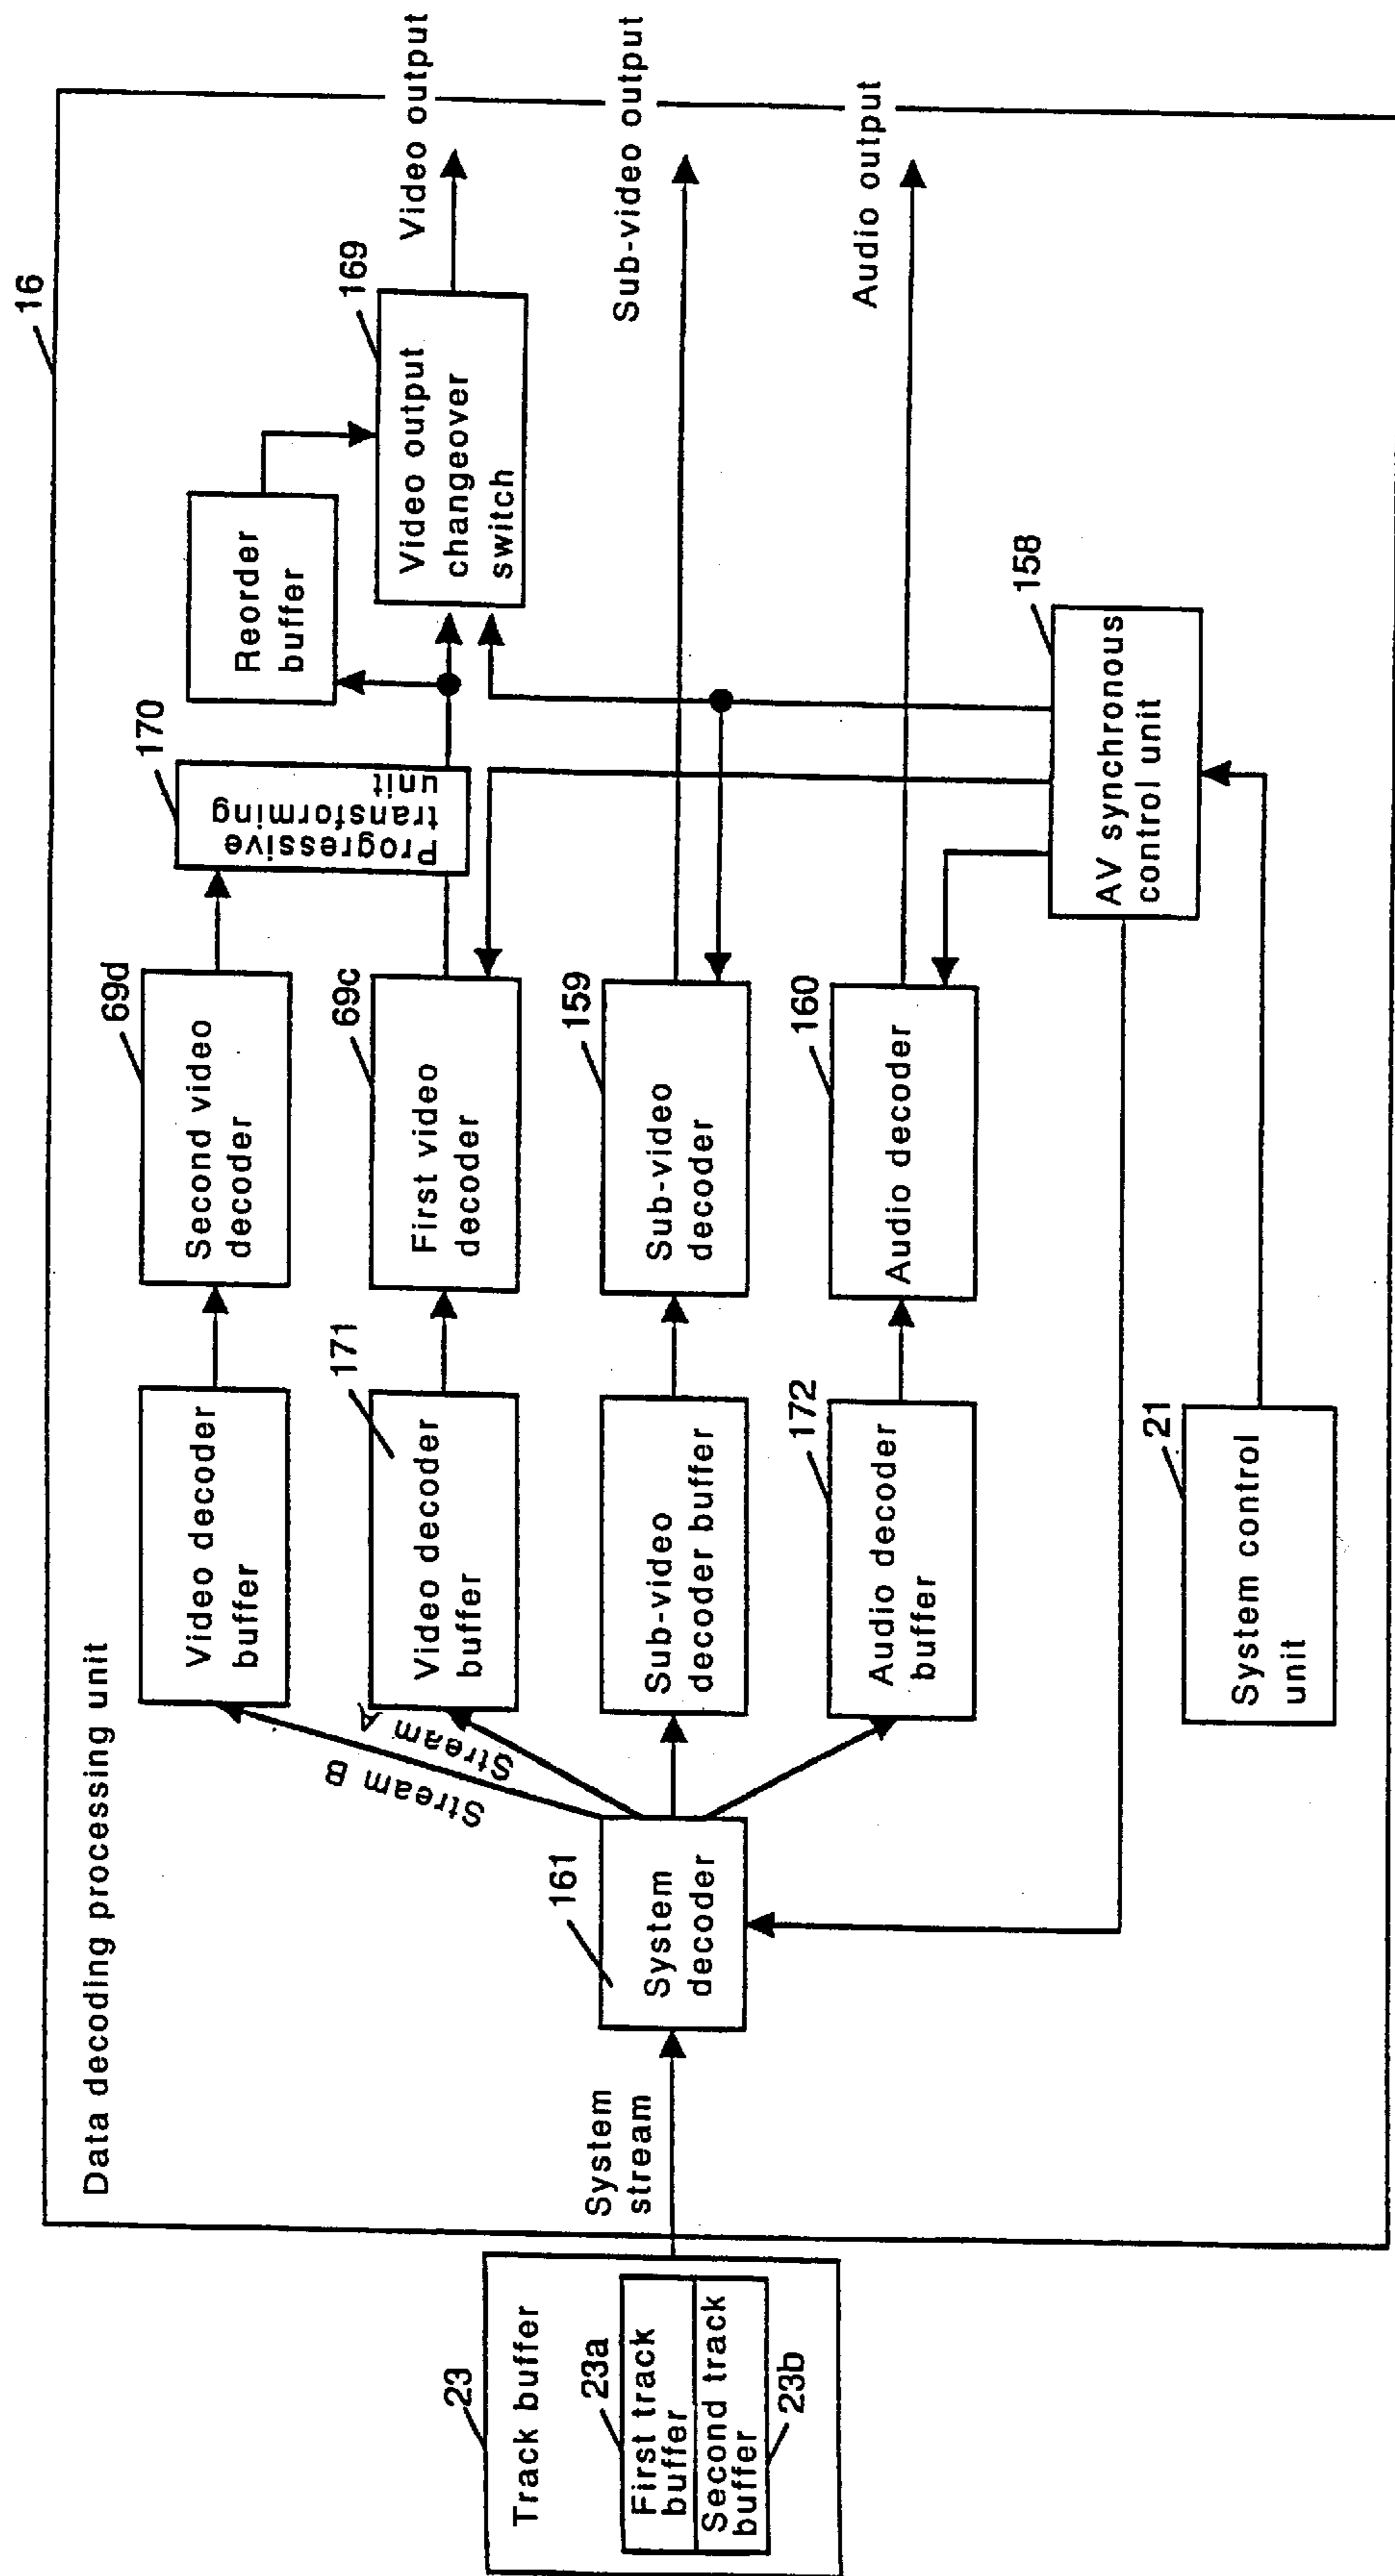 16
Data decoding processing unit
23
Track buffer
23a
First track
buffer
Second track
buffer
23b
System
stream
161
System
decoder
Stream B
Stream A
Video decoder
buffer
171
Video decoder
buffer
Sub-video
decoder buffer
172
Audio decoder
buffer
21
System control
unit
69d
Second video
decoder
69c
First video
decoder
159
Sub-video
decoder
160
Audio decoder
170
Progressive
transforming
unit
Reorder
buffer
158
AV synchronous
control unit
169
Video output
changeover
switch
Video output
Sub-video output
Audio output